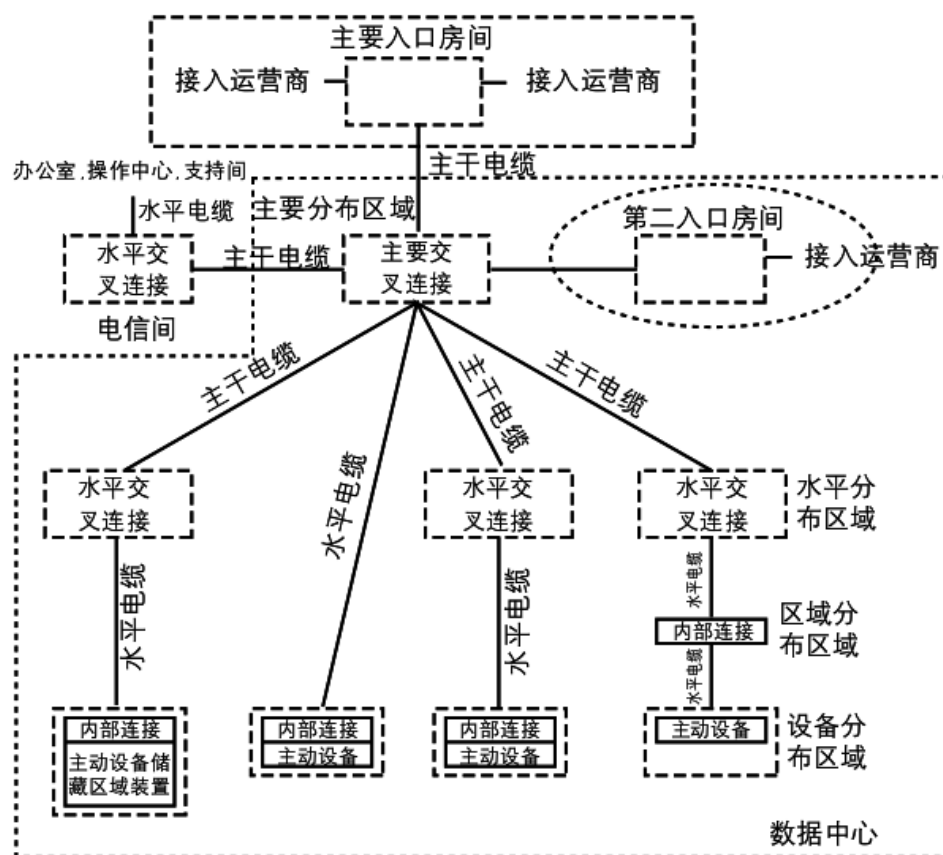 主要入口房间
接入运营商
接入运营商
主干电缆
办公室,操作中心,支持间
水平电缆
主要分布区域
第二入口房间
水平交
叉连接
主干电缆
主要交
叉连接
接入运营商
电信间
主干电缆
水平电缆
主干电缆
主干电缆
水平交
叉连接
水平交
叉连接
水平交
叉连接
水平分
布区域
水平电缆
水平电缆
水平电缆
内部连接
区域分
布区域
水平电缆
内部连接
主动设备储
藏区域装置
内部连接
主动设备
内部连接
主动设备
主动设备
设备分
布区域
数据中心